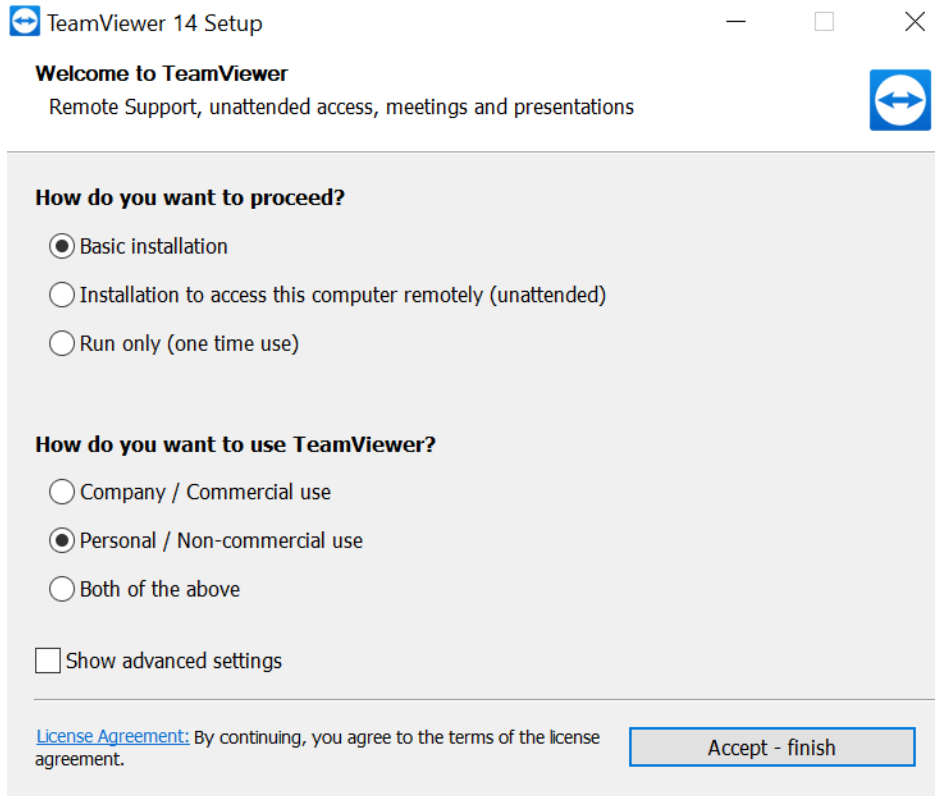 TeamViewer 14 Setup
Welcome to TeamViewer
Remote Support, unattended access, meetings and presentations
How do you want to proceed?
Basic installation
Installation to access this computer remotely (unattended)
Run only (one time use)
How do you want to use TeamViewer?
Company / Commercial use
Personal / Non-commercial use
Both of the above
Show advanced settings
License Agreement: By continuing, you agree to the terms of the license
agreement.
Accept - finish